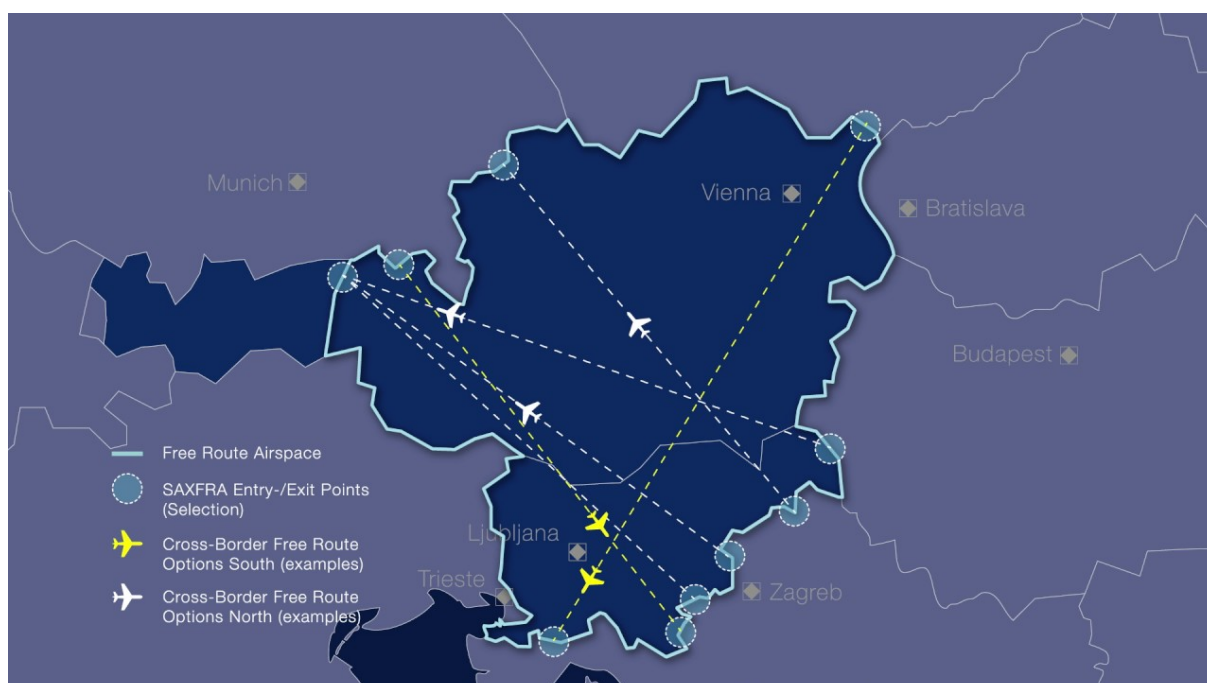 Munich
Vienna
Bratislava
Budapest
Free Route Airspace
SAXFRA Entry-/Exit Points
(Selection)
Cross-Border Free Route
Options South (examples)
Cross-Border Free Route
Options North (examples)
Ljubljana
Trieste
Zagreb